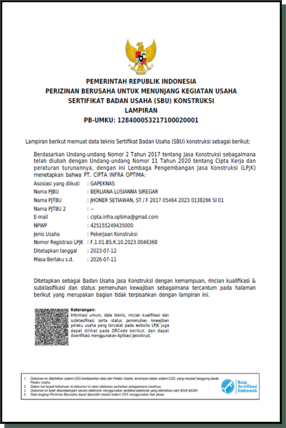 PEMERINTAH REPUBLIK INDONESIA
PERIZINAN BERUSAHA UNTUK MENUNJANG KEGIATAN USAHA
SERTIFIKAT BADAN USAHA (SBU) KONSTRUKSI
LAMPIRAN
PB-UMKU: 128400053217100020001
Lampiran berikut memuat data teknis Sertifikat Badan Usaha (SBU) konstruksi sebagai berikut:
Berdasarkan Undang-undang Nomor 2 Tahun 2017 tentang Jasa Konstruksi sebagaimana
telah diubah dengan Undang-undang Nomor 11 Tahun 2020 tentang Cipta Kerja dan
peraturan turunannya, dengan ini Lembaga Pengembangan Jasa Konstruksi (LPJK)
menetapkan bahwa PT. CIPTA INFRA OPTIMA:
Asosiasi yang diikuti : GAPEKNAS
Nama PJBU : BERLIANA LUSIANNA SIREGAR
Nama PJTBU : JHONER SETIAWAN, ST / F 2017 05464 2023 0138266 SI 01
Nama PJTBU 2 : --
E-mail : cipta.infra.optima@gmail.com
NPWP : 425155249435000
Jenis Usaha : Pekerjaan Konstruksi
Nomor Registrasi LPJK : F.1.01.BS.K.10.2023.0046368
Ditetapkan tanggal : 2023-07-12
Masa Berlaku s.d. : 2026-07-11
Ditetapkan sebagai Badan Usaha Jasa Konstruksi dengan kemampuan, rincian kualifikasi &
subklasifikasi dan status pemenuhan kewajiban sebagaimana tercantum pada halaman
berikut yang merupakan bagian tidak terpisahkan dengan lampiran ini.
Keterangan:
Informasi umum, data teknis, rincian kualifikasi dan
subklasifikasi serta status pemenuhan kewajiban
pelaku usaha yang tercatat pada website LPJK juga
dapat dilihat pada QRCode berikut, dan dapat
diverifikasi menggunakan Aplikasi Jakontrust.
Balai
Sertifikasi
Elektronik